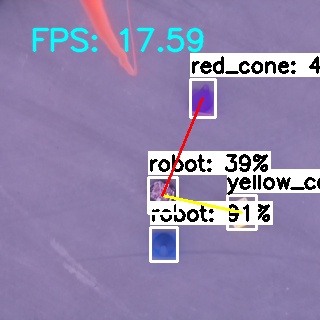 FPS: 17.59
red_cone: 4
robot: 39%
yellow_co
robot: 91%